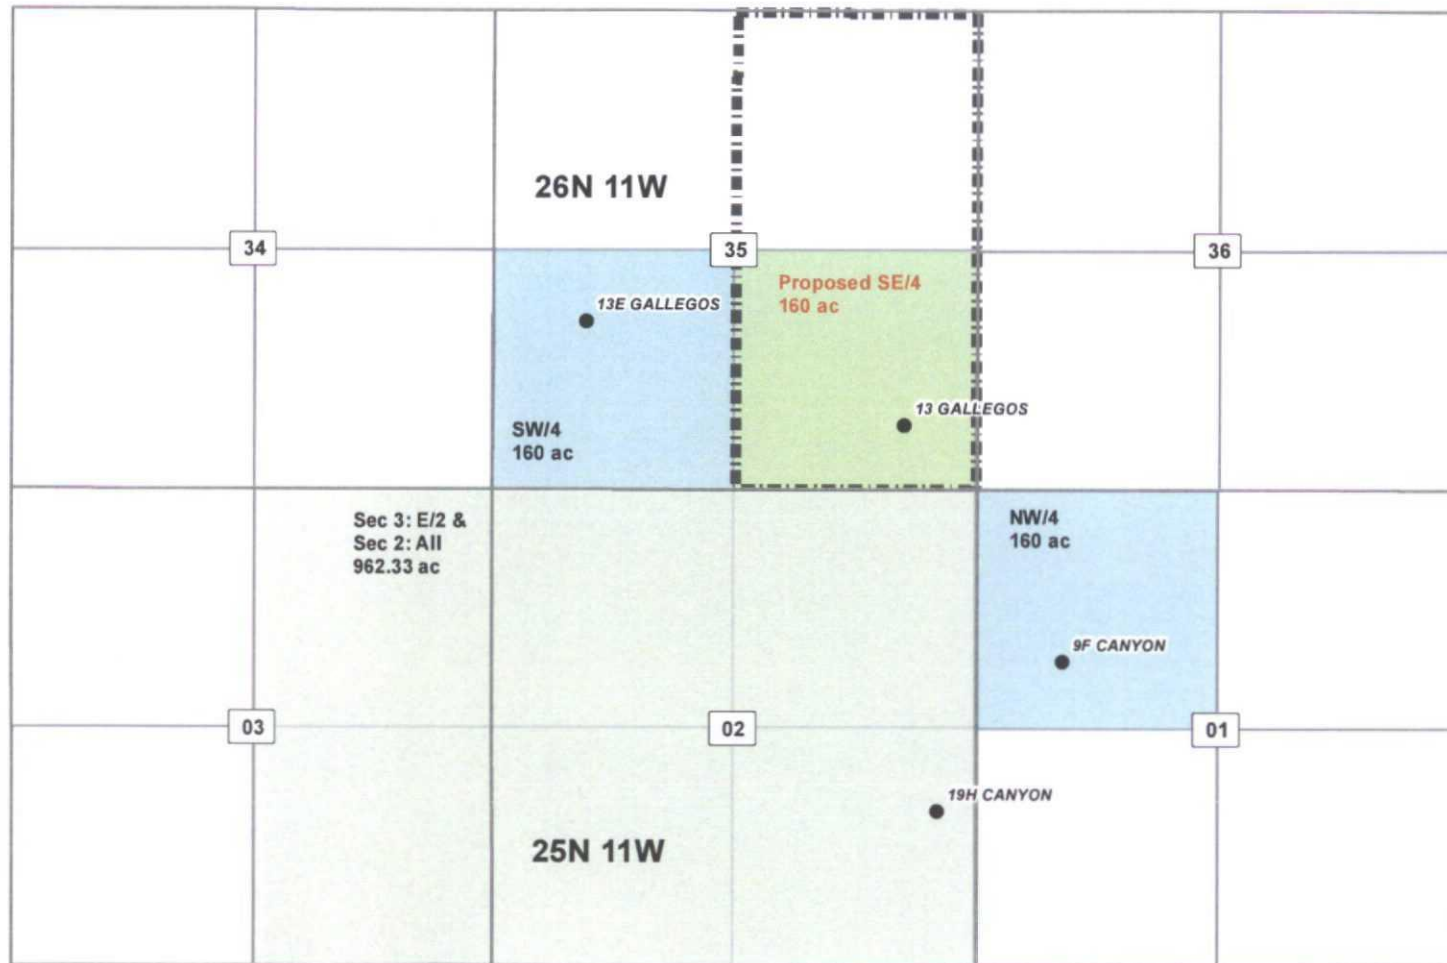 26N 11W
34
35
36
Proposed SE/4
160 ac
13E GALLEGOS
13 GALLEGOS
SW/4
160 ac
Sec 3: E/2 &
Sec 2: All
962.33 ac
NW/4
160 ac
9F CANYON
03
02
01
19H CANYON
25N 11W